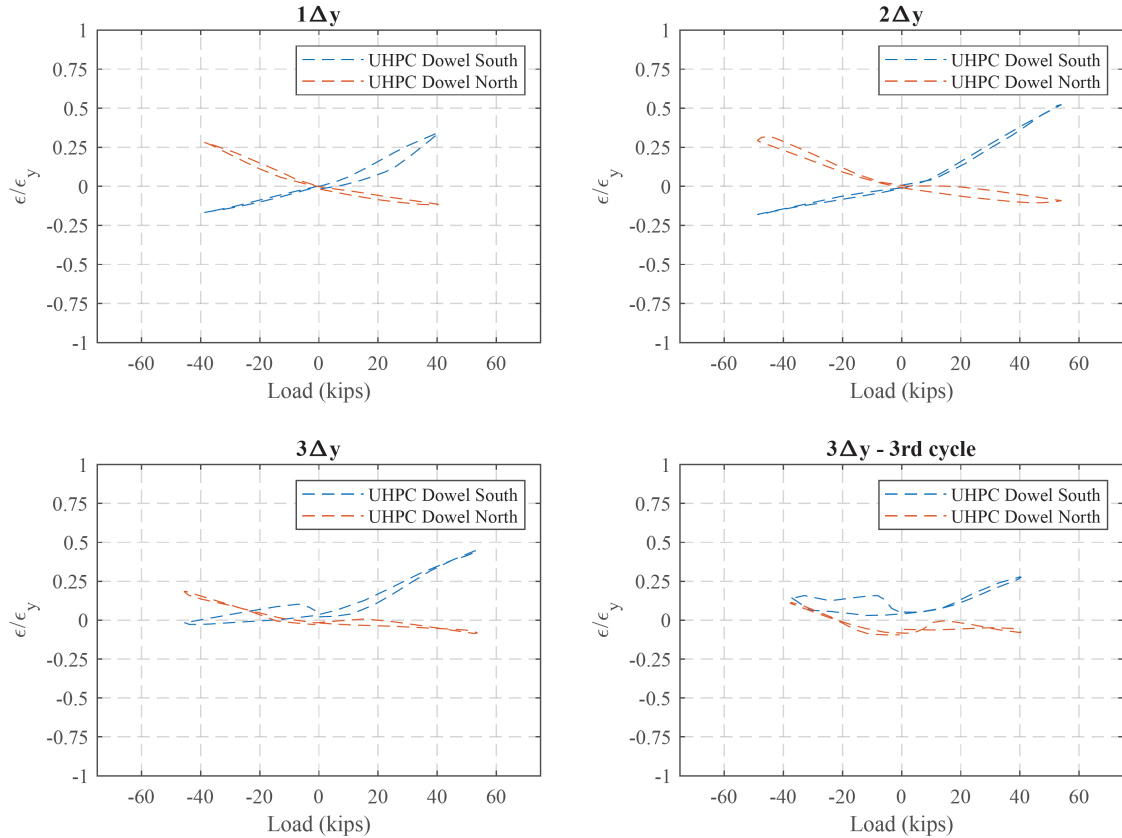 1Δy
1
0.75
0.5
0.25
0
-0.25
-0.5
-0.75
-1
ϵ/ϵy
UHPC Dowel South
UHPC Dowel North
-60 -40 -20 0 20 40 60
Load (kips)
2Δy
1
0.75
0.5
0.25
0
-0.25
-0.5
-0.75
-1
ϵ/ϵy
UHPC Dowel South
UHPC Dowel North
-60 -40 -20 0 20 40 60
Load (kips)
3Δy
1
0.75
0.5
0.25
0
-0.25
-0.5
-0.75
-1
ϵ/ϵy
UHPC Dowel South
UHPC Dowel North
-60 -40 -20 0 20 40 60
Load (kips)
3Δy - 3rd cycle
1
0.75
0.5
0.25
0
-0.25
-0.5
-0.75
-1
ϵ/ϵy
UHPC Dowel South
UHPC Dowel North
-60 -40 -20 0 20 40 60
Load (kips)